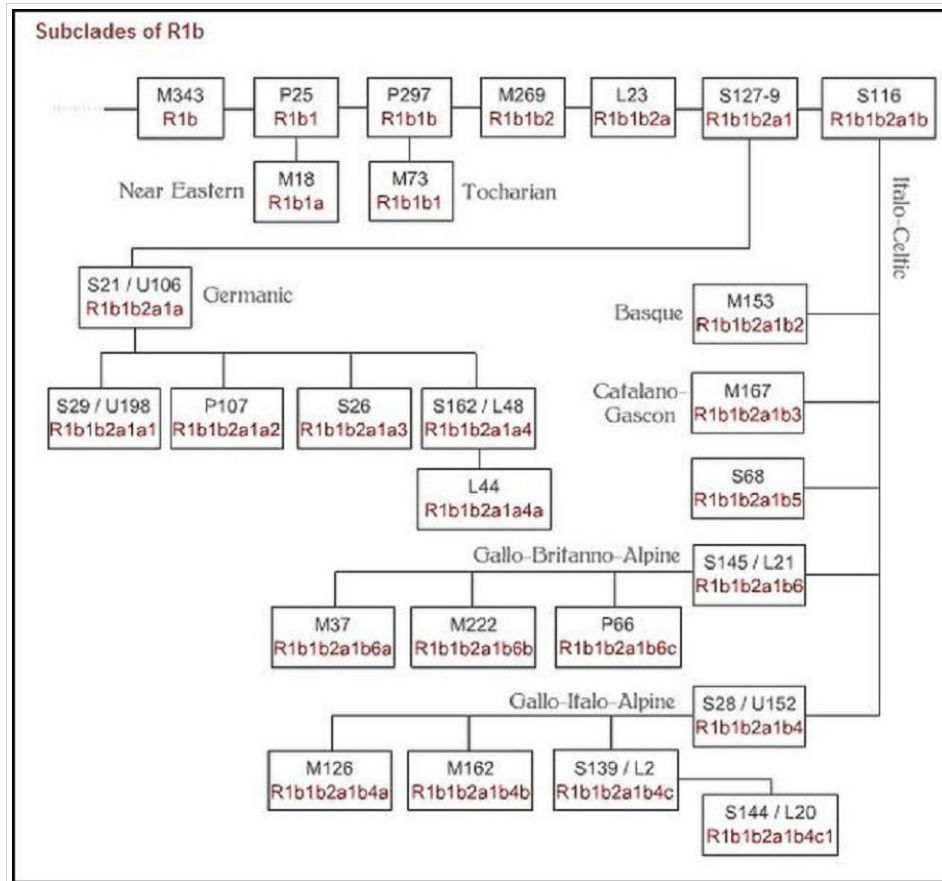 Subclades of R1b
M343
R1b
P25
R1b1
P297
R1b1b
M269
R1b1b2
L23
R1b1b2a
S127-9
R1b1b2a1
S116
R1b1b2a1b
Near Eastern
M18
R1b1a
M73
R1b1b1
Tocharian
Italo-Celtic
S21 / U106
R1b1b2a1a
Germanic
Basque
M153
R1b1b2a1b2
S29 / U198
R1b1b2a1a1
P107
R1b1b2a1a2
S26
R1b1b2a1a3
S162 / L48
R1b1b2a1a4
Catalano-
Gascon
M167
R1b1b2a1b3
L44
R1b1b2a1a4a
S68
R1b1b2a1b5
Gallo-Britanno-Alpine
S145 / L21
R1b1b2a1b6
M37
R1b1b2a1b6a
M222
R1b1b2a1b6b
P66
R1b1b2a1b6c
Gallo-Italo-Alpine
S28 / U152
R1b1b2a1b4
M126
R1b1b2a1b4a
M162
R1b1b2a1b4b
S139 / L2
R1b1b2a1b4c
S144 / L20
R1b1b2a1b4c1